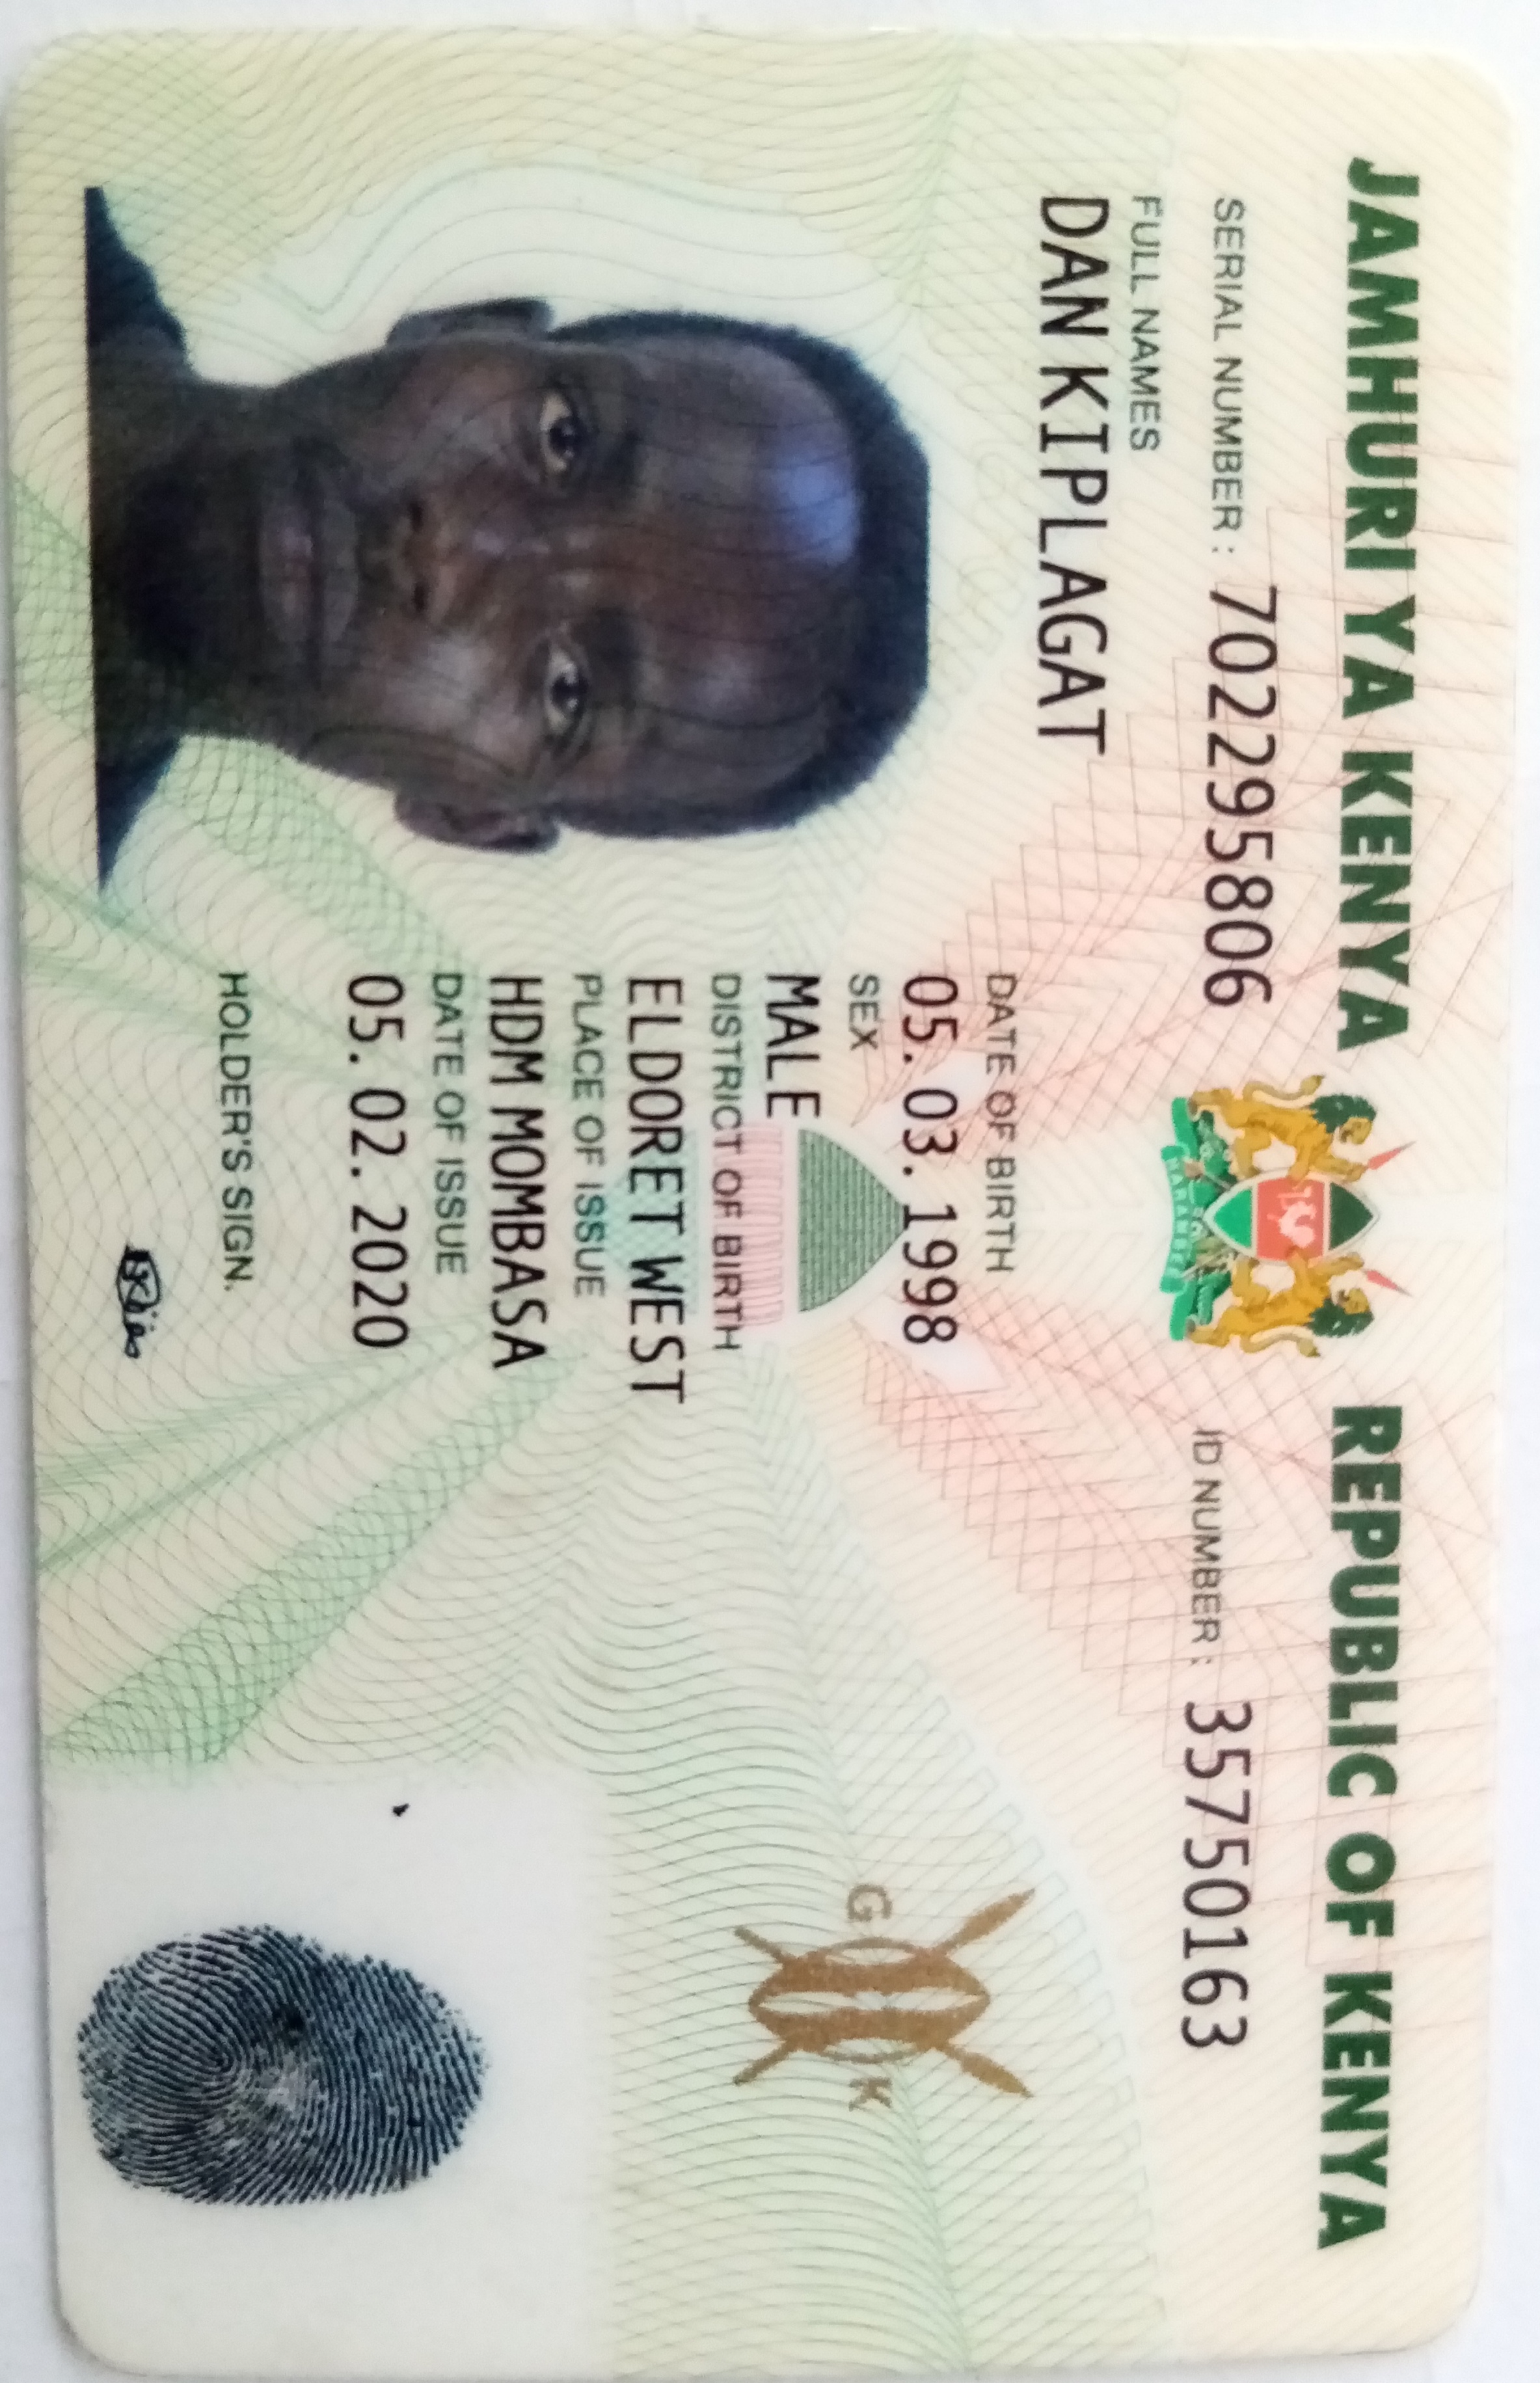 JAMHURI YA KENYA REPUBLIC OF KENYA
SERIAL NUMBER : 702295806 ID NUMBER : 35750163
FULL NAMES
DAN KIPLAGAT
DATE OF BIRTH
05. 03. 1998
SEX
MALE
DISTRICT OF BIRTH
ELDORET WEST
PLACE OF ISSUE
HDM MOMBASA
DATE OF ISSUE
05. 02. 2020
HOLDER'S SIGN.
G K
HARAMBEE